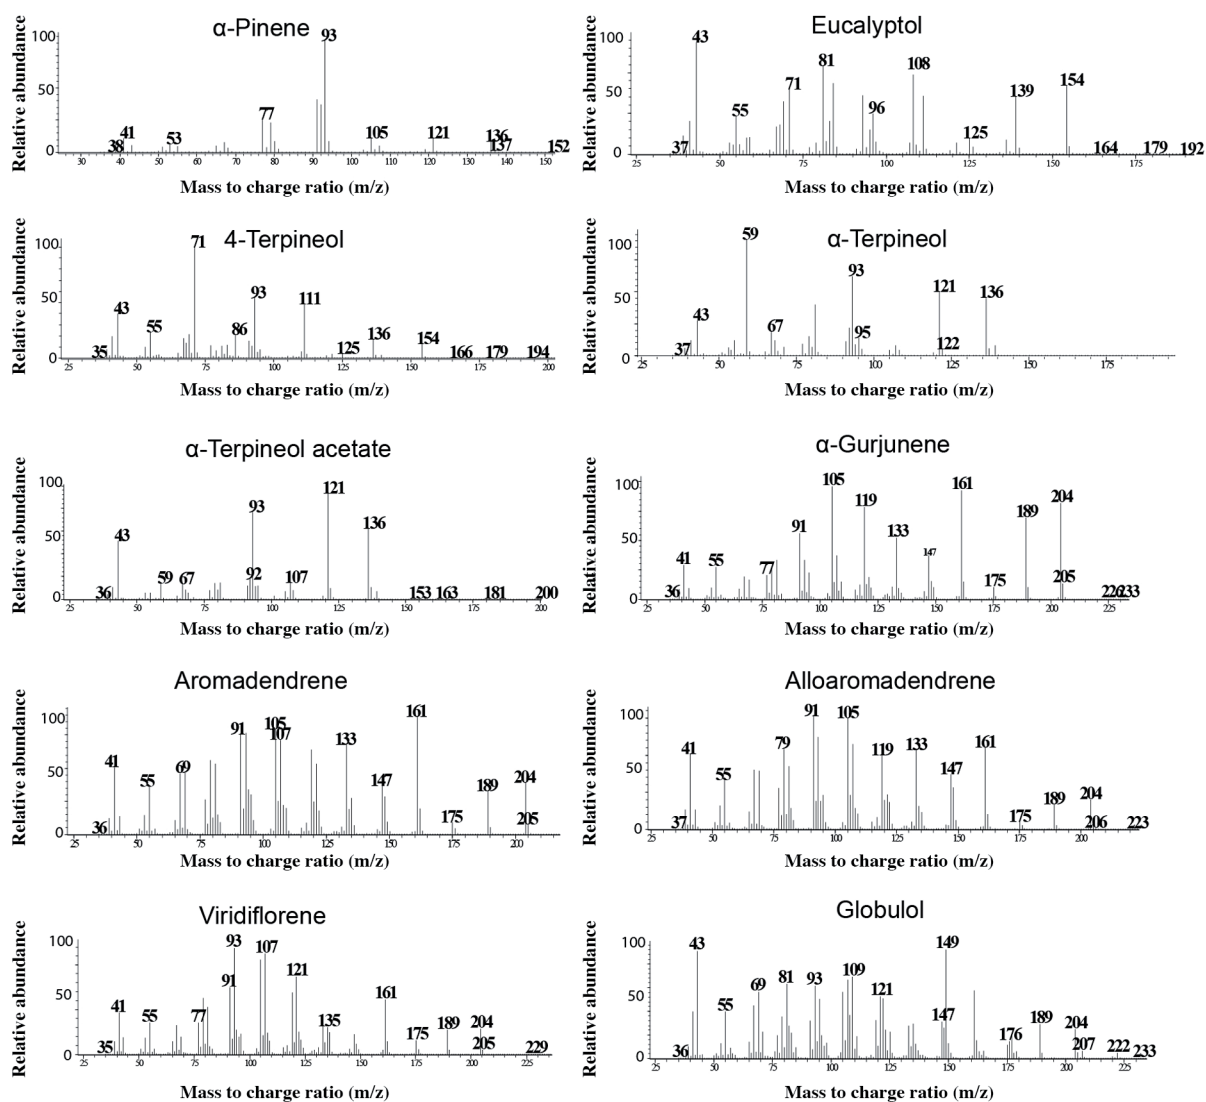 α-Pinene
Relative abundance
100
50
0
38 41 53 77 93 105 121 136 137 152
30 40 50 60 70 80 90 100 110 120 130 140 150
Mass to charge ratio (m/z)
Eucalyptol
Relative abundance
100
50
0
37 43 55 71 81 96 108 125 139 154 164 179 192
25 50 75 100 125 150 175
Mass to charge ratio (m/z)
4-Terpineol
Relative abundance
100
50
0
35 43 55 71 86 93 111 125 136 154 166 179 194
25 50 75 100 125 150 175 200
Mass to charge ratio (m/z)
α-Terpineol
Relative abundance
100
50
0
37 43 59 67 93 95 121 122 136
25 50 75 100 125 150 175
Mass to charge ratio (m/z)
α-Terpineol acetate
Relative abundance
100
50
0
36 43 59 67 92 93 107 121 136 153 163 181 200
25 50 75 100 125 150 175 200
Mass to charge ratio (m/z)
α-Gurjunene
Relative abundance
100
50
0
36 41 55 77 91 105 119 133 147 161 175 189 204 205 226 233
25 50 75 100 125 150 175 200 225
Mass to charge ratio (m/z)
Aromadendrene
Relative abundance
100
50
0
36 41 55 69 91 105 107 133 147 161 175 189 204 205
25 50 75 100 125 150 175 200
Mass to charge ratio (m/z)
Alloaromadendrene
Relative abundance
100
50
0
37 41 55 79 91 105 119 133 147 161 175 189 204 206 223
25 50 75 100 125 150 175 200
Mass to charge ratio (m/z)
Viridiflorene
Relative abundance
100
50
0
35 41 55 77 91 93 107 121 135 161 175 189 204 205 229
25 50 75 100 125 150 175 200 225
Mass to charge ratio (m/z)
Globulol
Relative abundance
100
50
0
36 43 55 69 81 93 109 121 147 149 176 189 204 207 222 233
25 50 75 100 125 150 175 200 225
Mass to charge ratio (m/z)